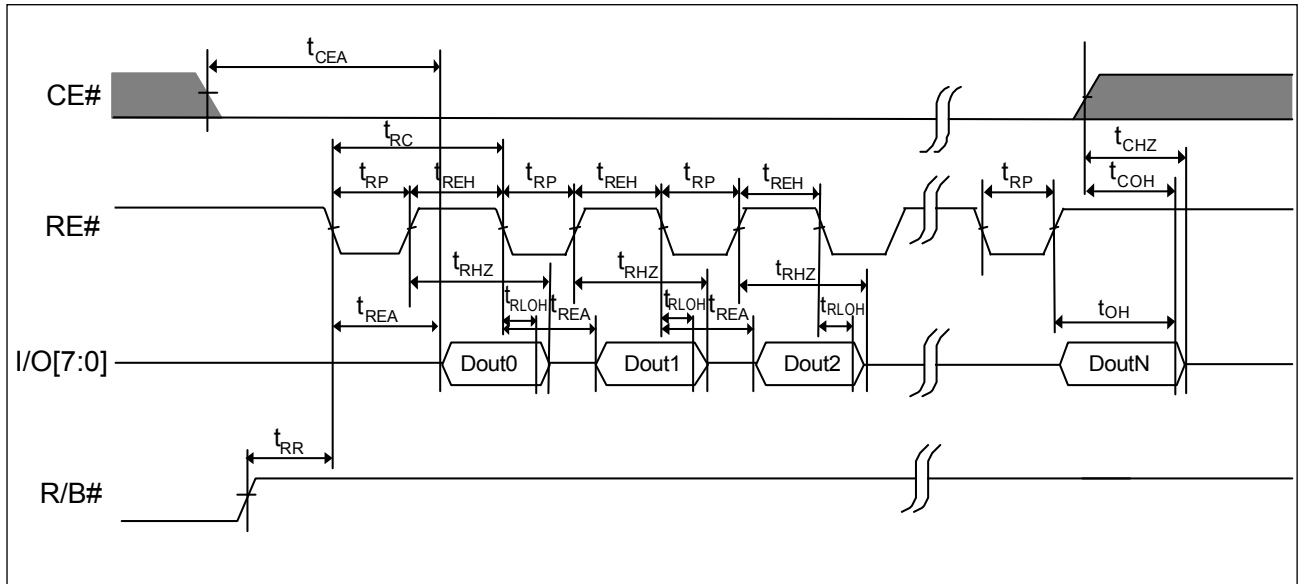 tCEA
CE#
tRC
tCHZ
tRP tREH tRP tREH tRP tREH tRP tCOH
RE#
tRHZ tRHZ tRHZ
tREA tRLOH tREA tRLOH tREA tRLOH tOH
I/O[7:0] Dout0 Dout1 Dout2 DoutN
tRR
R/B#